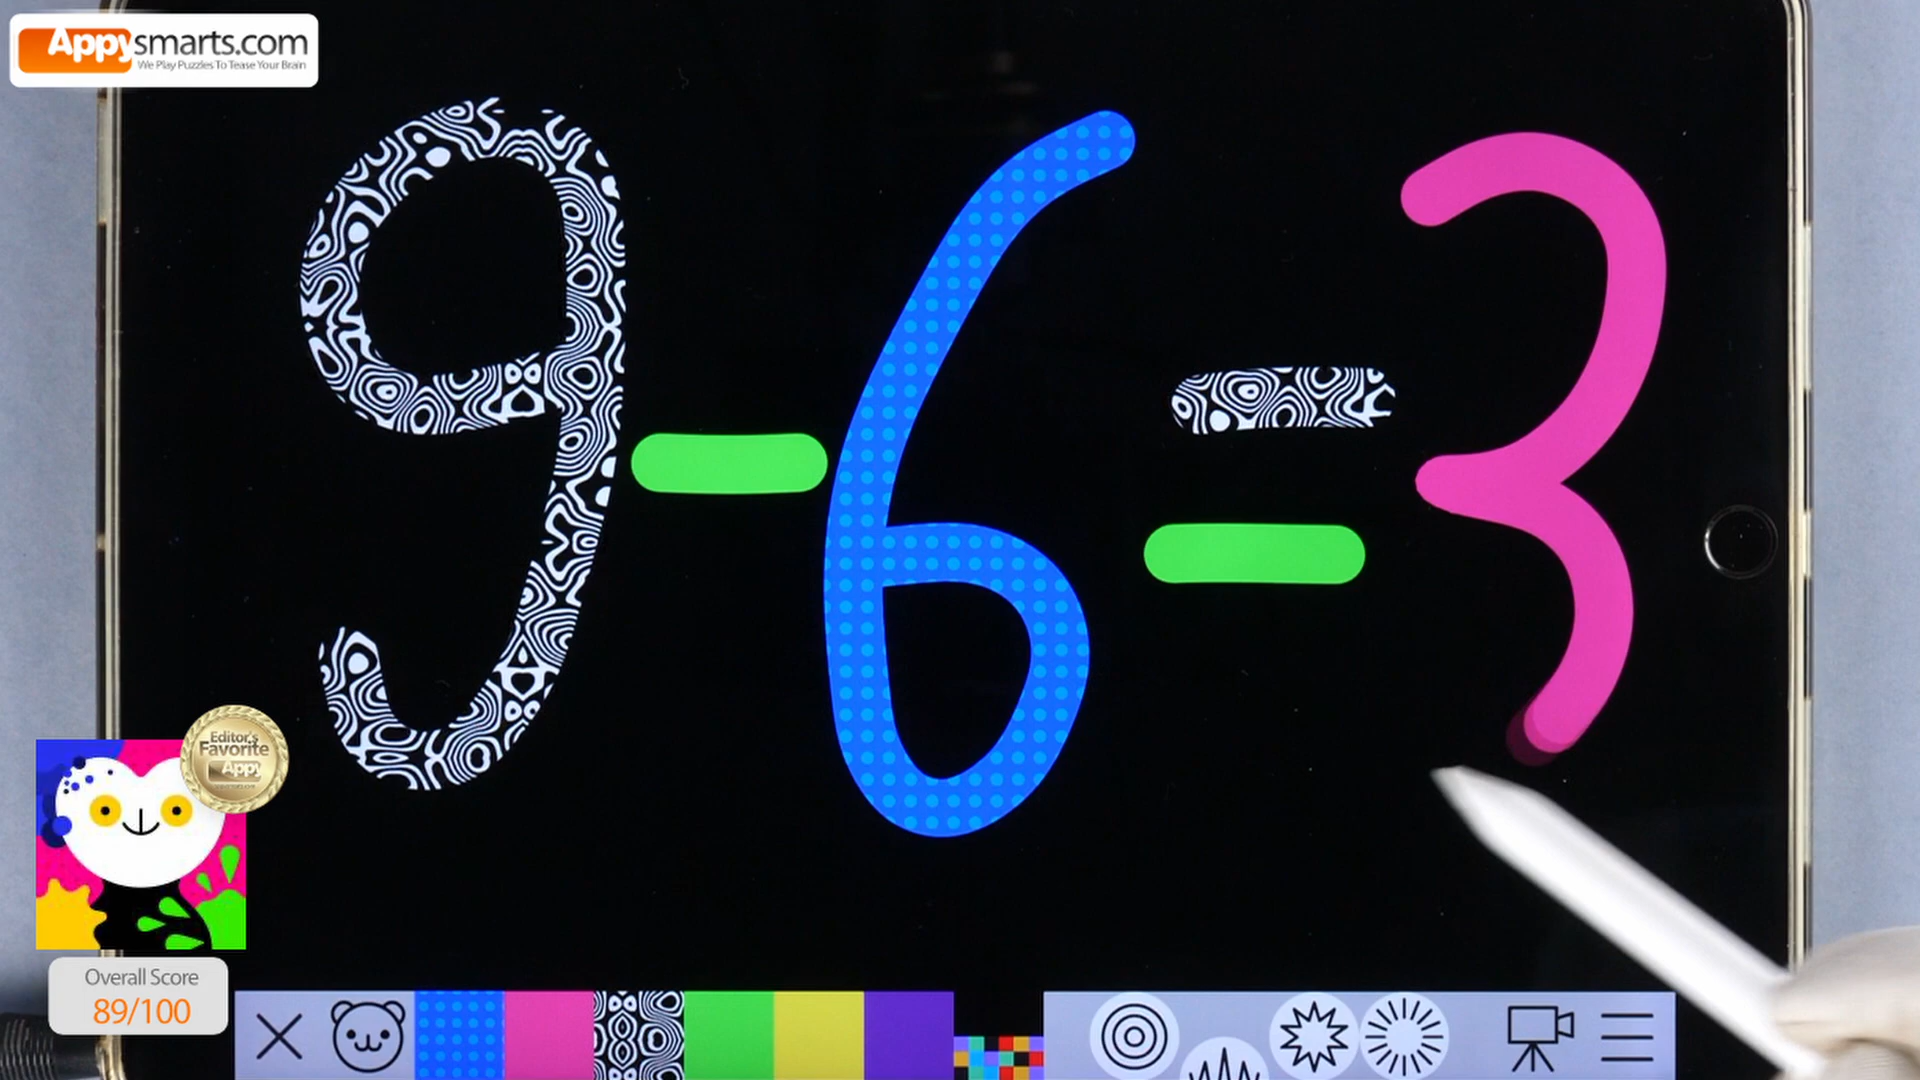 Appysmarts.com
We Play Puzzles To Tease Your Brain
9-6=3
Editor's
Favorite
Appy
Overall Score
89/100